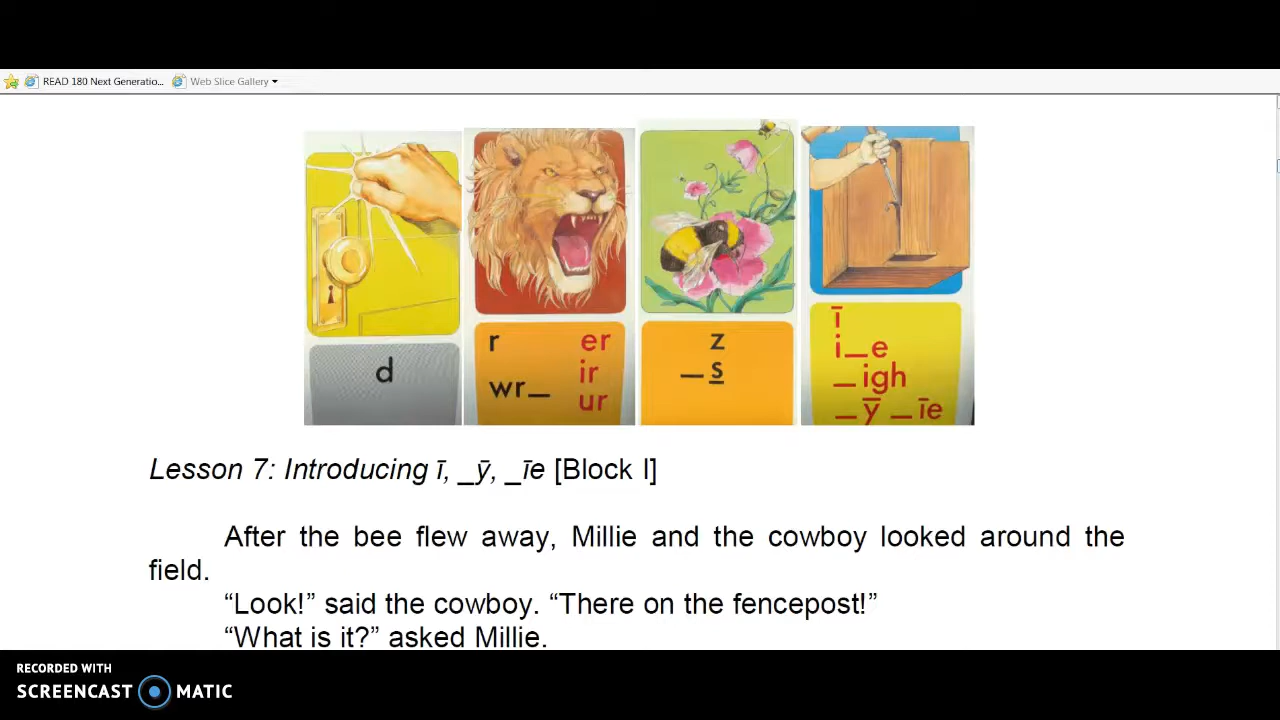 READ 180 Next Generatio... Web Slice Gallery
d
r er
wr_ ir
ur
z
_s
ī
i_e
_igh
_ȳ _īe
Lesson 7: Introducing ī, _ȳ, _īe [Block I]
After the bee flew away, Millie and the cowboy looked around the
field.
“Look!” said the cowboy. “There on the fencepost!”
“What is it?” asked Millie.
RECORDED WITH
SCREENCAST MATIC